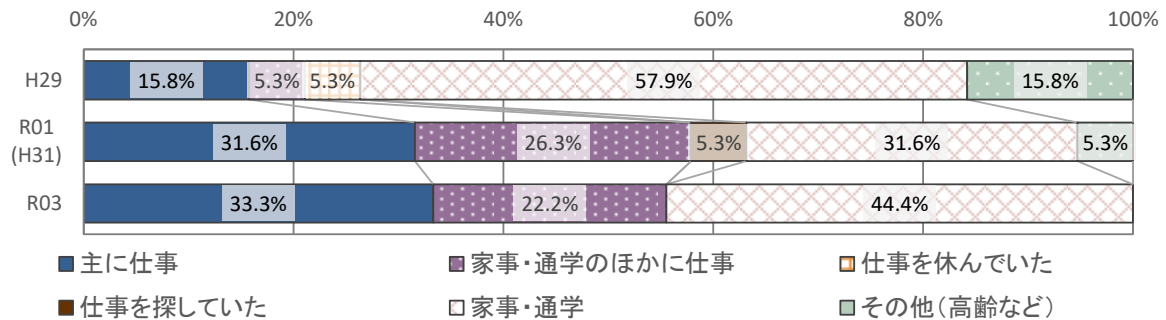 0% 20% 40% 60% 80% 100%
H29 15.8% 5.3% 5.3% 57.9% 15.8%
R01
(H31) 31.6% 26.3% 5.3% 31.6% 5.3%
R03 33.3% 22.2% 44.4%
主に仕事 家事・通学のほかに仕事 仕事を休んでいた
仕事を探していた 家事・通学 その他(高齢など)